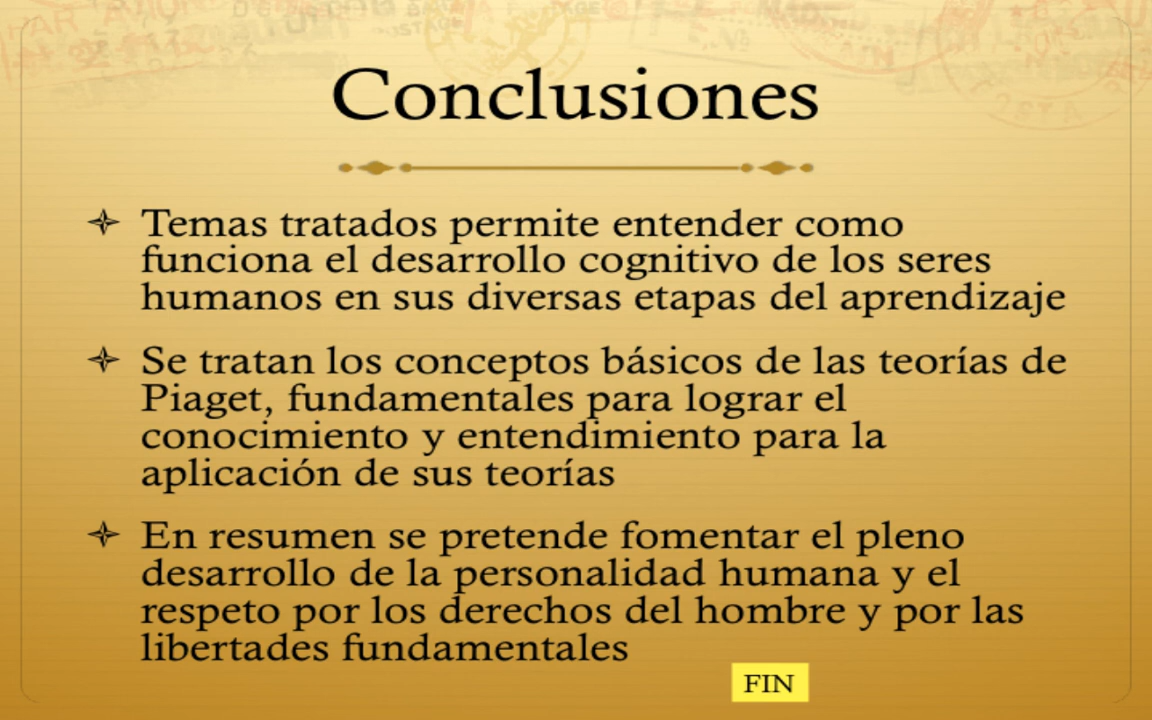 Conclusiones
Temas tratados permite entender como
funciona el desarrollo cognitivo de los seres
humanos en sus diversas etapas del aprendizaje
Se tratan los conceptos básicos de las teorías de
Piaget, fundamentales para lograr el
conocimiento y entendimiento para la
aplicación de sus teorías
En resumen se pretende fomentar el pleno
desarrollo de la personalidad humana y el
respeto por los derechos del hombre y por las
libertades fundamentales
FIN